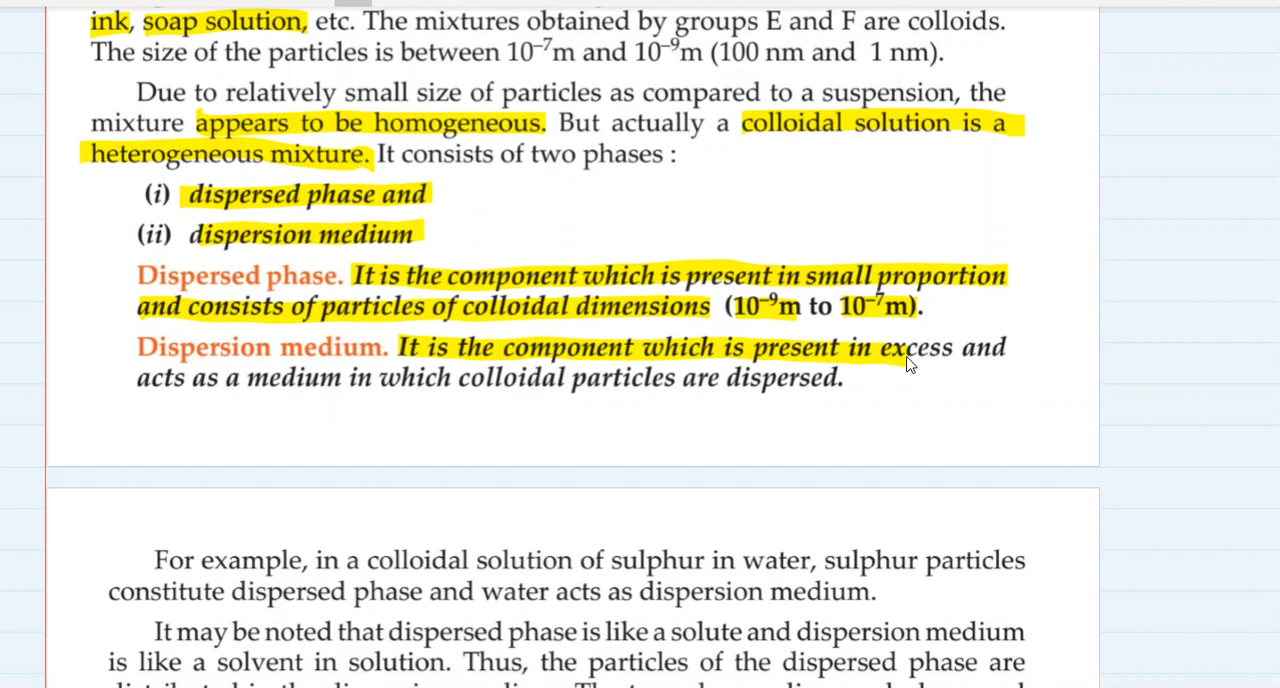 ink, soap solution, etc. The mixtures obtained by groups E and F are colloids.
The size of the particles is between 10⁻⁷m and 10⁻⁹m (100 nm and 1 nm).
Due to relatively small size of particles as compared to a suspension, the
mixture appears to be homogeneous. But actually a colloidal solution is a
heterogeneous mixture. It consists of two phases :
(i) dispersed phase and
(ii) dispersion medium
Dispersed phase. It is the component which is present in small proportion
and consists of particles of colloidal dimensions (10⁻⁹m to 10⁻⁷m).
Dispersion medium. It is the component which is present in excess and
acts as a medium in which colloidal particles are dispersed.
For example, in a colloidal solution of sulphur in water, sulphur particles
constitute dispersed phase and water acts as dispersion medium.
It may be noted that dispersed phase is like a solute and dispersion medium
is like a solvent in solution. Thus, the particles of the dispersed phase are